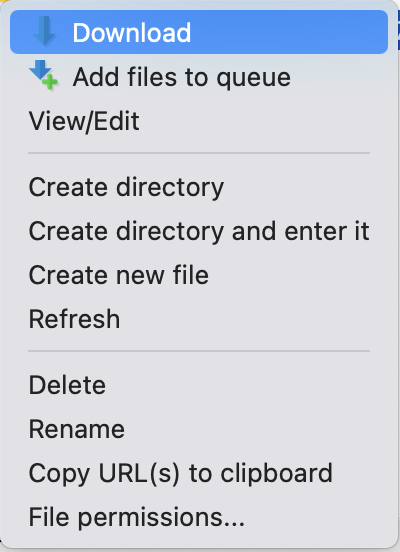 Download
Add files to queue
View/Edit
Create directory
Create directory and enter it
Create new file
Refresh
Delete
Rename
Copy URL(s) to clipboard
File permissions...